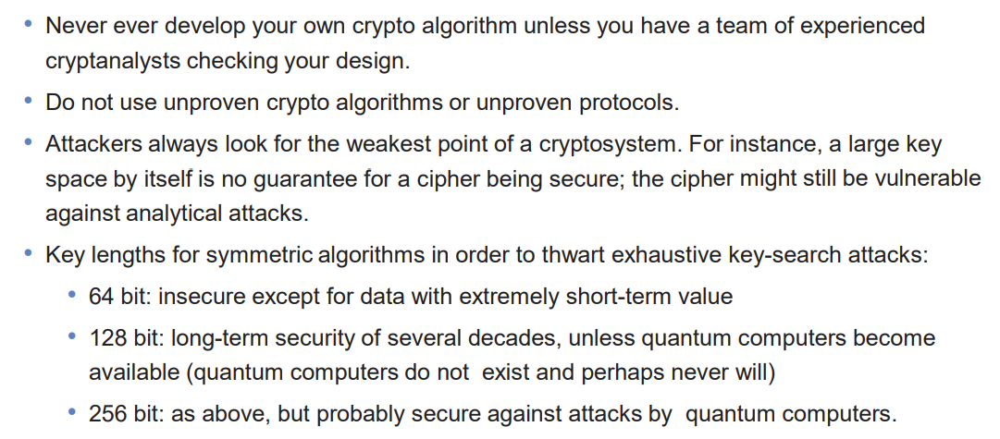 • Never ever develop your own crypto algorithm unless you have a team of experienced
cryptanalysts checking your design.
• Do not use unproven crypto algorithms or unproven protocols.
• Attackers always look for the weakest point of a cryptosystem. For instance, a large key
space by itself is no guarantee for a cipher being secure; the cipher might still be vulnerable
against analytical attacks.
• Key lengths for symmetric algorithms in order to thwart exhaustive key-search attacks:
• 64 bit: insecure except for data with extremely short-term value
• 128 bit: long-term security of several decades, unless quantum computers become
available (quantum computers do not exist and perhaps never will)
• 256 bit: as above, but probably secure against attacks by quantum computers.